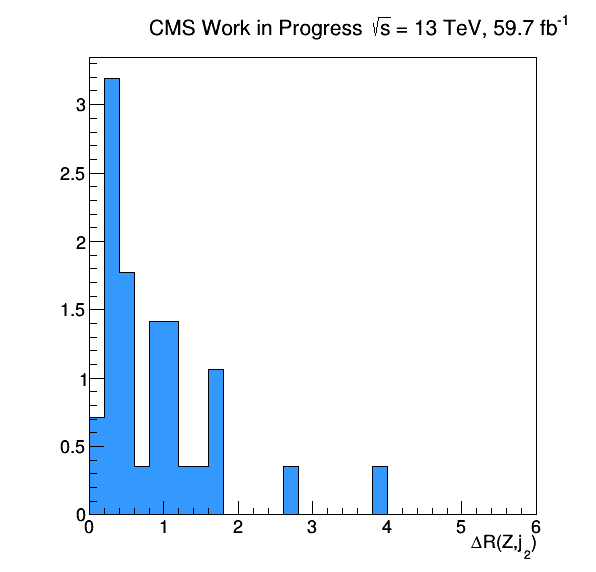 CMS Work in Progress √s = 13 TeV, 59.7 fb⁻¹
3
2.5
2
1.5
1
0.5
0
0 1 2 3 4 5 6
ΔR(Z,j₂)